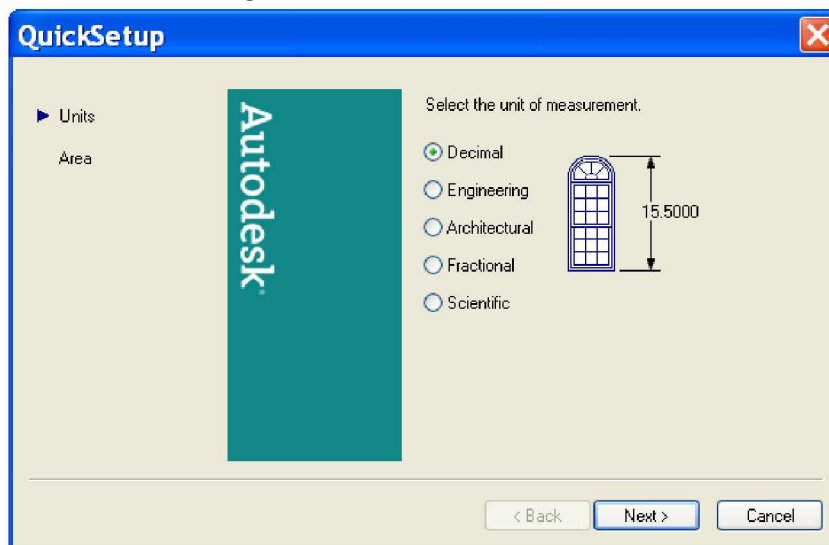 QuickSetup
Units
Area
Autodesk
Select the unit of measurement.
Decimal
Engineering
Architectural
Fractional
Scientific
15.5000
< Back
Next >
Cancel